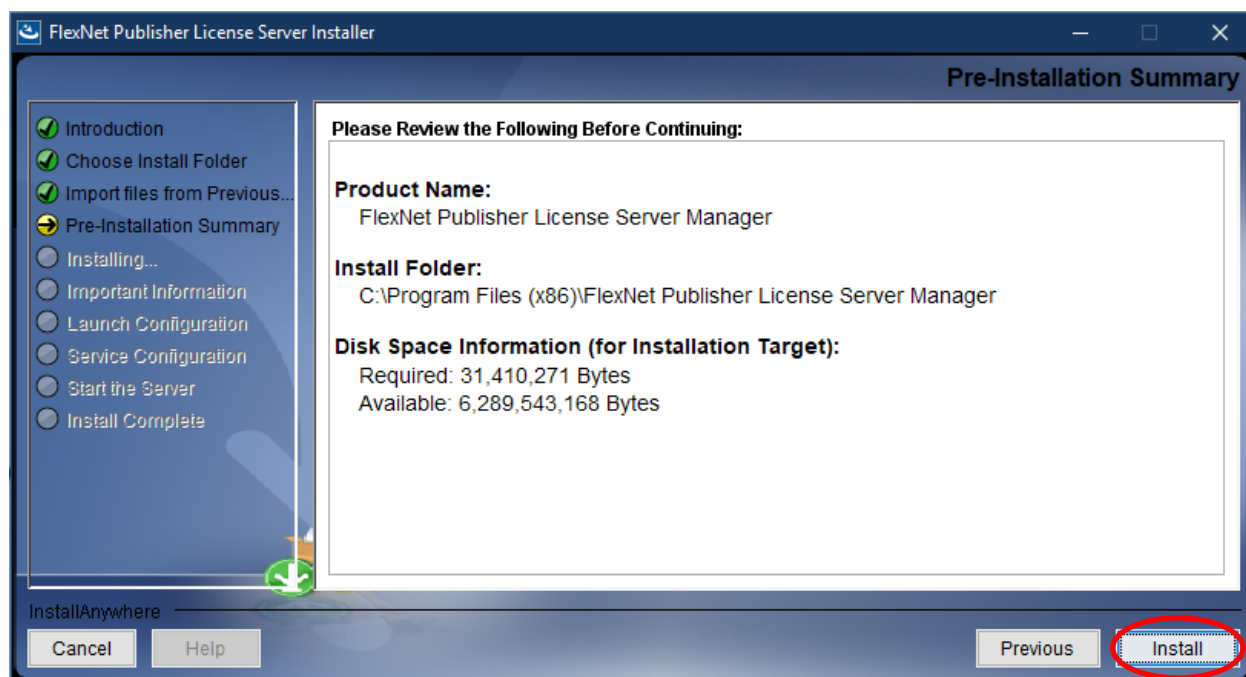 FlexNet Publisher License Server Installer
Pre-Installation Summary
Introduction
Choose Install Folder
Import files from Previous...
Pre-Installation Summary
Installing...
Important Information
Launch Configuration
Service Configuration
Start the Server
Install Complete
Please Review the Following Before Continuing:
Product Name:
FlexNet Publisher License Server Manager
Install Folder:
C:\Program Files (x86)\FlexNet Publisher License Server Manager
Disk Space Information (for Installation Target):
Required: 31,410,271 Bytes
Available: 6,289,543,168 Bytes
InstallAnywhere
Cancel
Help
Previous
Install